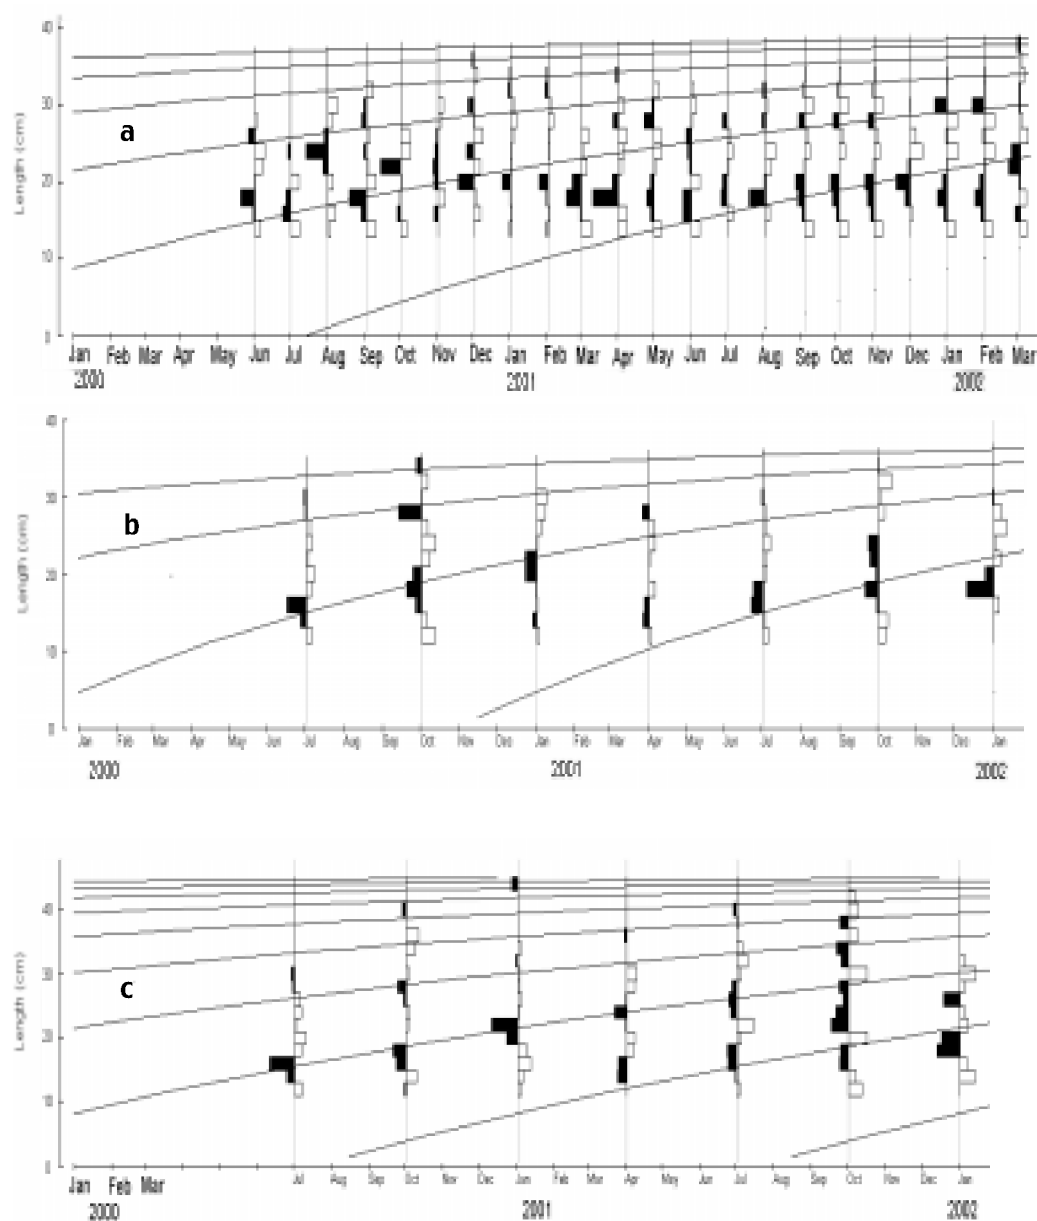 40
30
a
20
10
0
Length (cm)
Jan Feb Mar Apr May Jun Jul Aug Sep Oct Nov Dec Jan Feb Mar Apr May Jun Jul Aug Sep Oct Nov Dec Jan Feb Mar
2000 2001 2002
40
30
b
20
10
0
Length (cm)
Jan Feb Mar Apr May Jun Jul Aug Sep Oct Nov Dec Jan Feb Mar Apr May Jun Jul Aug Sep Oct Nov Dec Jan
2000 2001 2002
40
30
c
20
10
0
Length (cm)
Jan Feb Mar Jul Aug Sep Oct Nov Dec Jan Feb Mar Apr May Jun Jul Aug Sep Oct Nov Dec Jan
2000 2001 2002